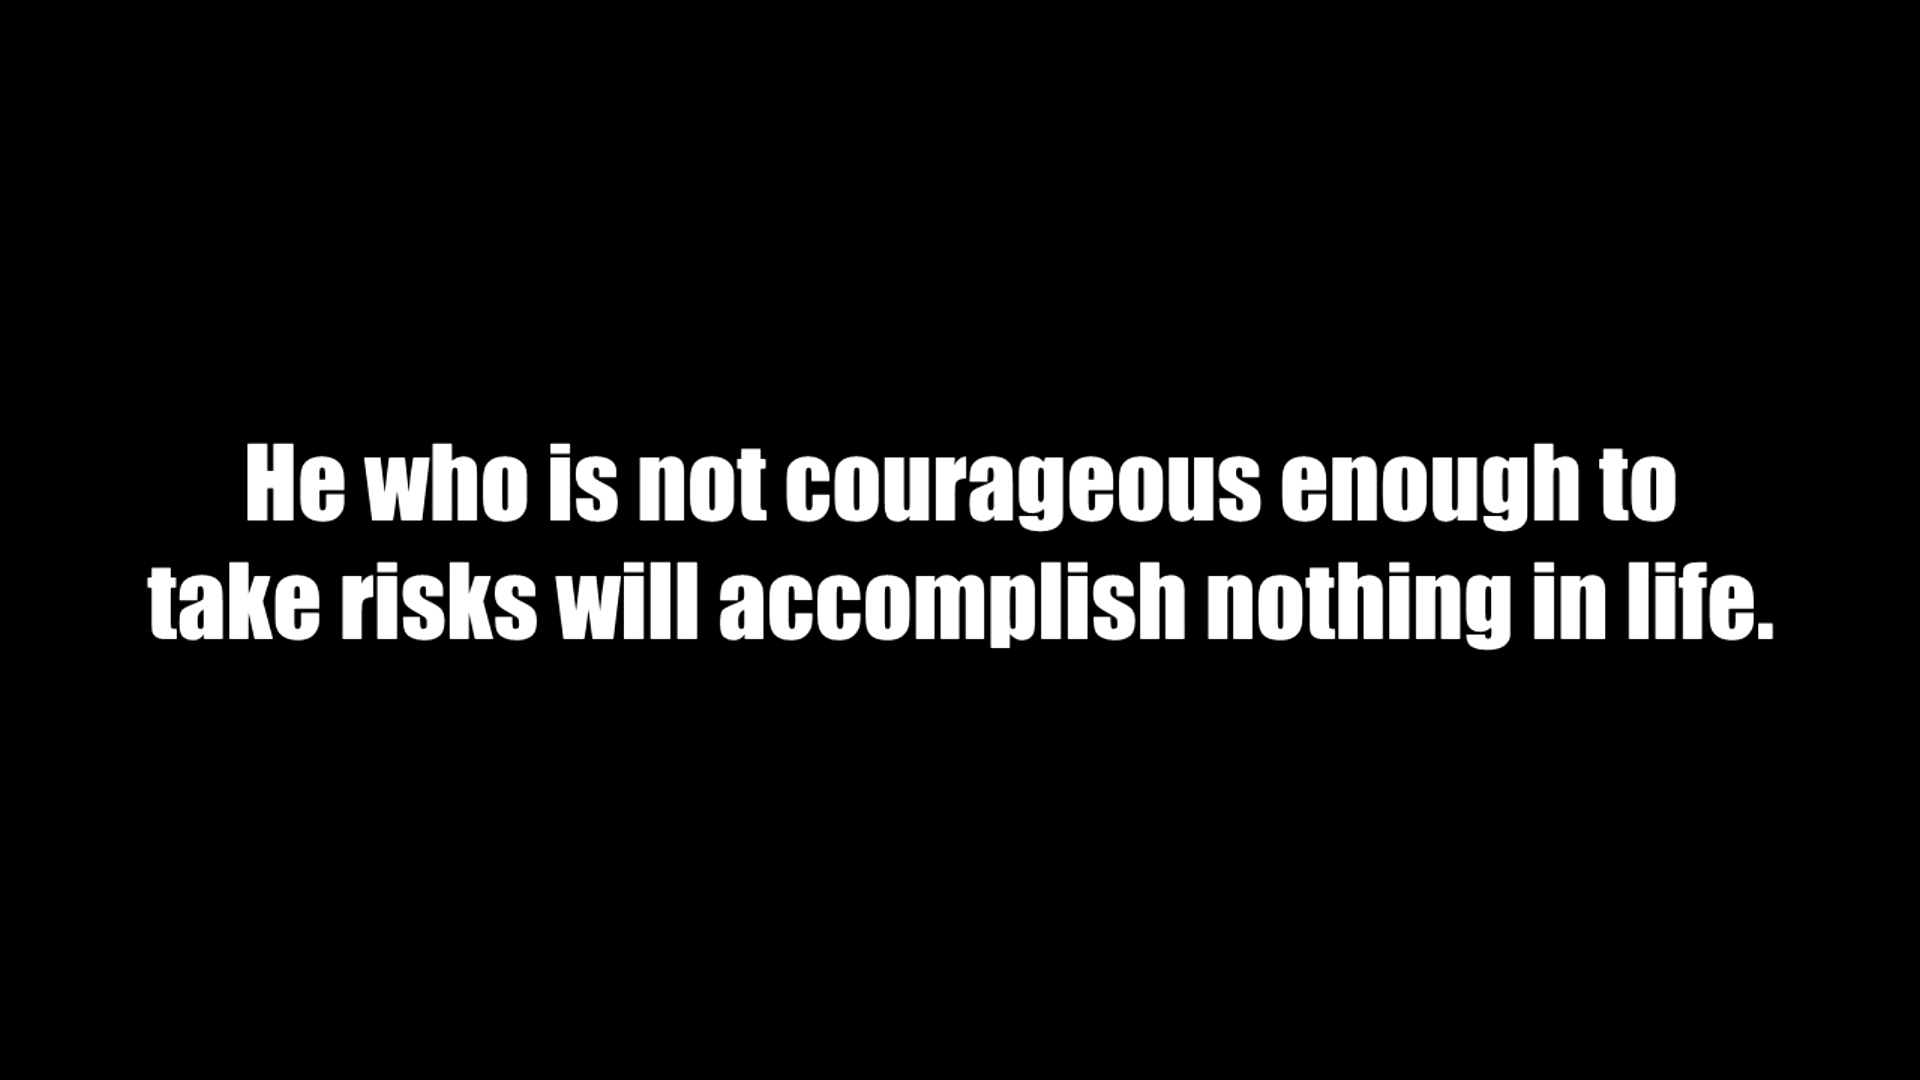 He who is not courageous enough to
take risks will accomplish nothing in life.